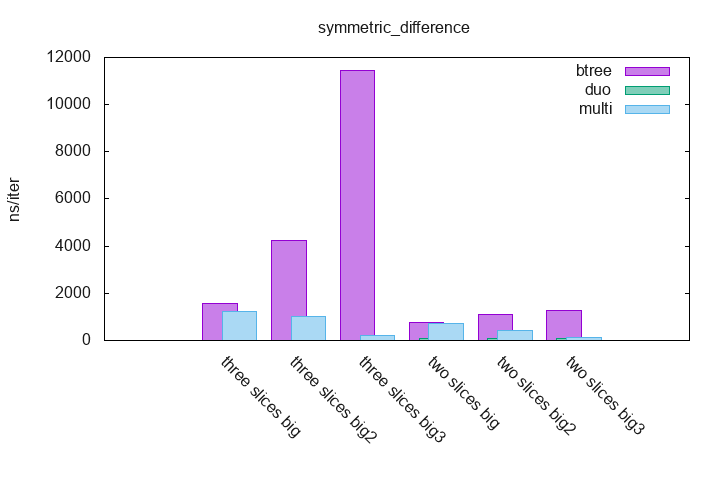 symmetric_difference
ns/iter
12000
10000
8000
6000
4000
2000
0
btree
duo
multi
three slices big
three slices big2
three slices big3
two slices big
two slices big2
two slices big3